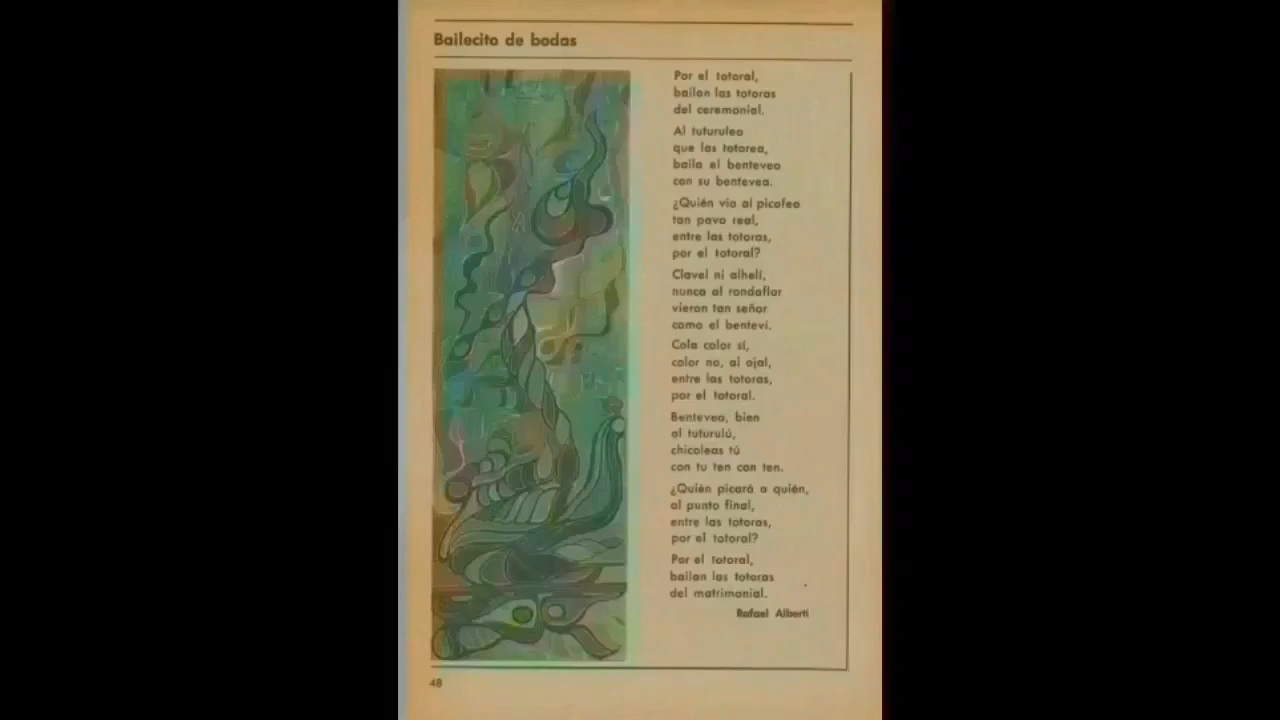 Bailecito de bodas
Por el totoral,
bailan las totoras
del ceremonial.
Al tuturuleo
que las totorea,
baila el benteveo
con su bentevea.
¿Quién vio al picofeo
tan pavo real,
entre las totoras,
por el totoral?
Clavel ni alhelí,
nunca al rondaflor
vieron tan señor
como el benteví.
Cola color sí,
color no, al ojal,
entre las totoras,
por el totoral.
Benteveo, bien
al tuturulú,
chicoleas tú
con tu ten con ten.
¿Quién picará a quién,
al punto final,
entre las totoras,
por el totoral?
Por el totoral,
bailan las totoras
del matrimonial.
Rafael Alberti
48